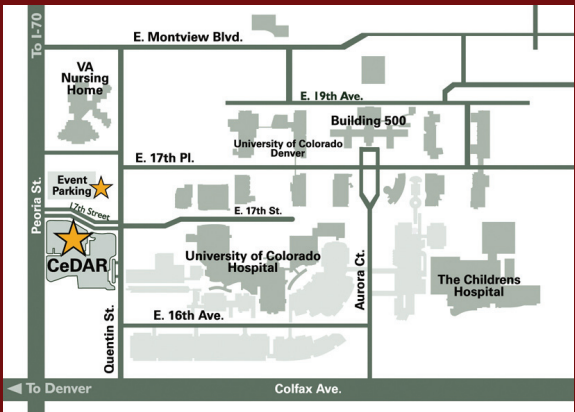 To I-70
E. Montview Blvd.
VA
Nursing
Home
E. 19th Ave.
Building 500
University of Colorado
Denver
E. 17th Pl.
Event
Parking
Peoria St.
17th Street
E. 17th St.
CeDAR
University of Colorado
Hospital
Aurora Ct.
The Childrens
Hospital
Quentin St.
E. 16th Ave.
To Denver
Colfax Ave.